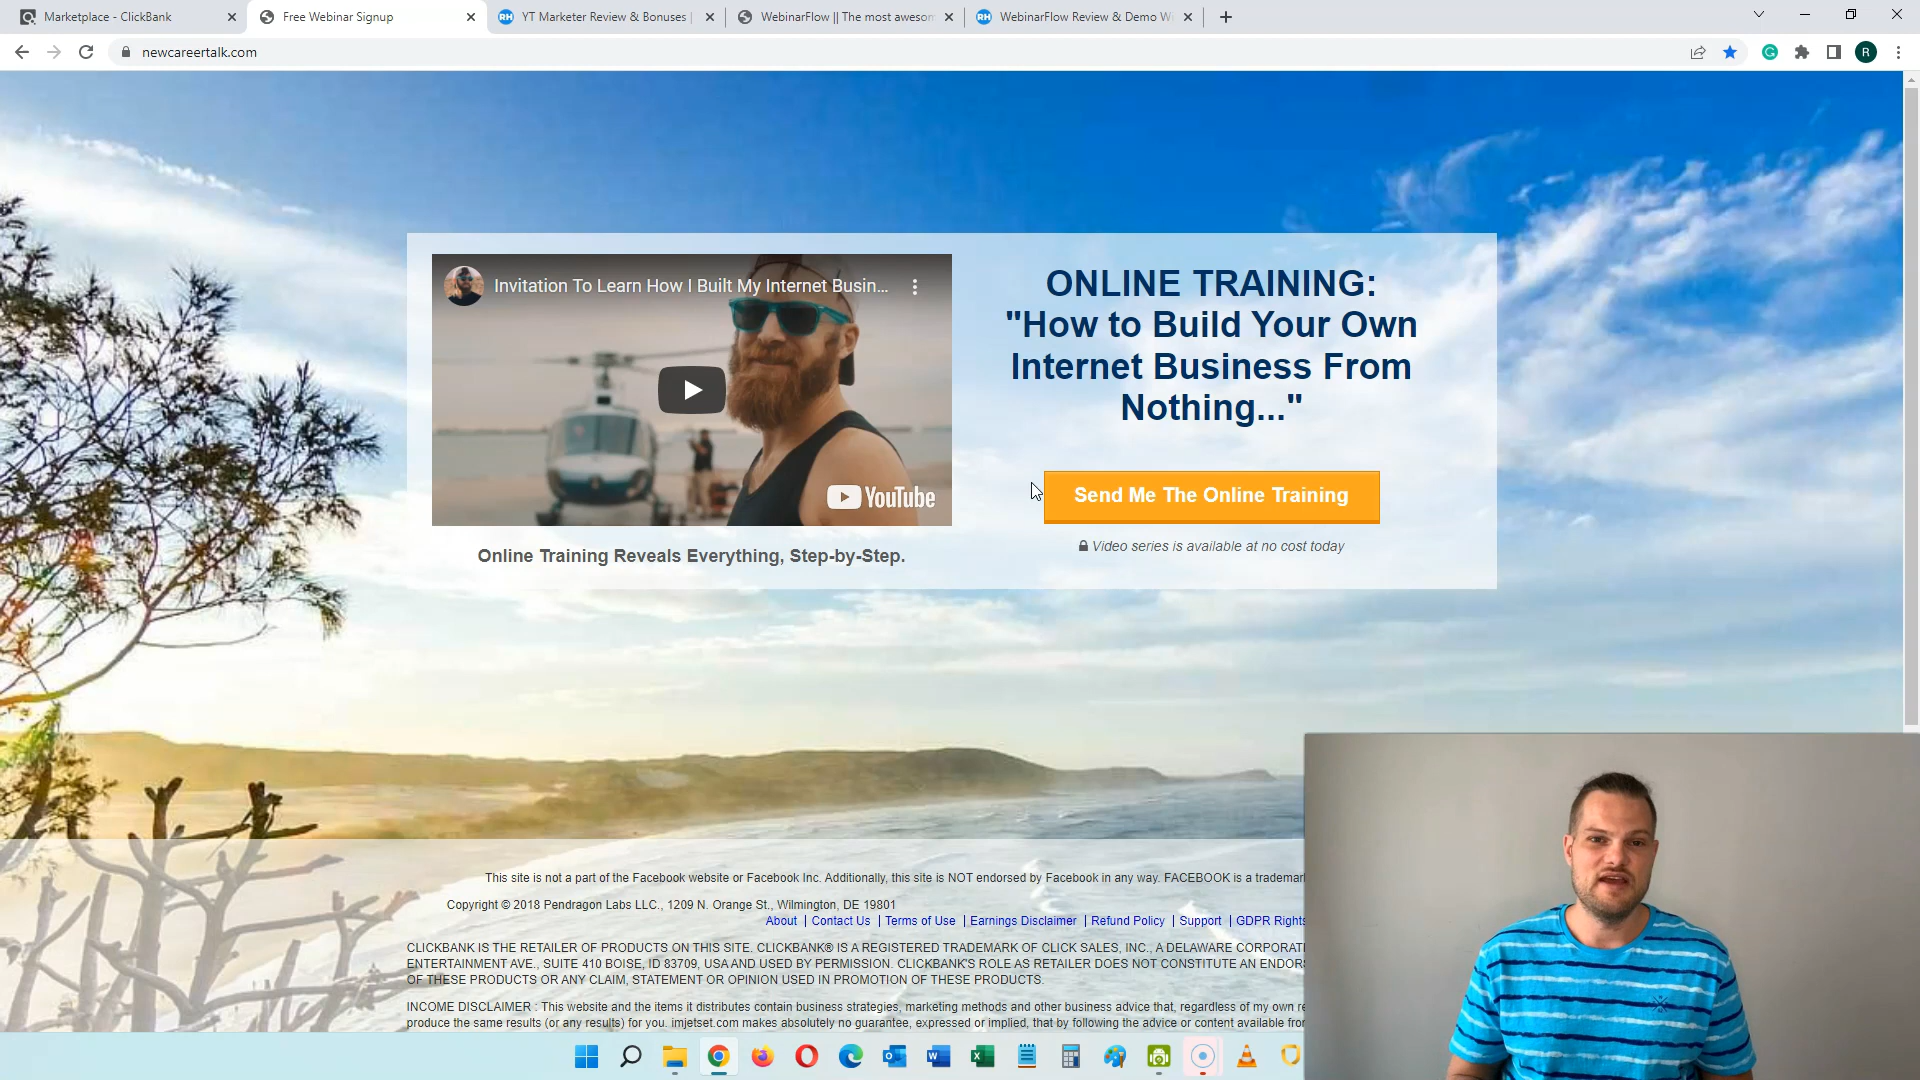 Marketplace - ClickBank
Free Webinar Signup
YT Marketer Review & Bonuses |
WebinarFlow || The most aweson
WebinarFlow Review & Demo Wi
newcareertalk.com
R
Invitation To Learn How I Built My Internet Busin...
YouTube
Online Training Reveals Everything, Step-by-Step.
ONLINE TRAINING:
"How to Build Your Own
Internet Business From
Nothing..."
Send Me The Online Training
Video series is available at no cost today
This site is not a part of the Facebook website or Facebook Inc. Additionally, this site is NOT endorsed by Facebook in any way. FACEBOOK is a trademar
Copyright © 2018 Pendragon Labs LLC., 1209 N. Orange St., Wilmington, DE 19801
About | Contact Us | Terms of Use | Earnings Disclaimer | Refund Policy | Support | GDPR Rights
CLICKBANK IS THE RETAILER OF PRODUCTS ON THIS SITE. CLICKBANK® IS A REGISTERED TRADEMARK OF CLICK SALES, INC., A DELAWARE CORPORAT
ENTERTAINMENT AVE., SUITE 410 BOISE, ID 83709, USA AND USED BY PERMISSION. CLICKBANK'S ROLE AS RETAILER DOES NOT CONSTITUTE AN ENDOR
OF THESE PRODUCTS OR ANY CLAIM, STATEMENT OR OPINION USED IN PROMOTION OF THESE PRODUCTS.
INCOME DISCLAIMER : This website and the items it distributes contain business strategies, marketing methods and other business advice that, regardless of my own re
produce the same results (or any results) for you. imjetset.com makes absolutely no guarantee, expressed or implied, that by following the advice or content available fror